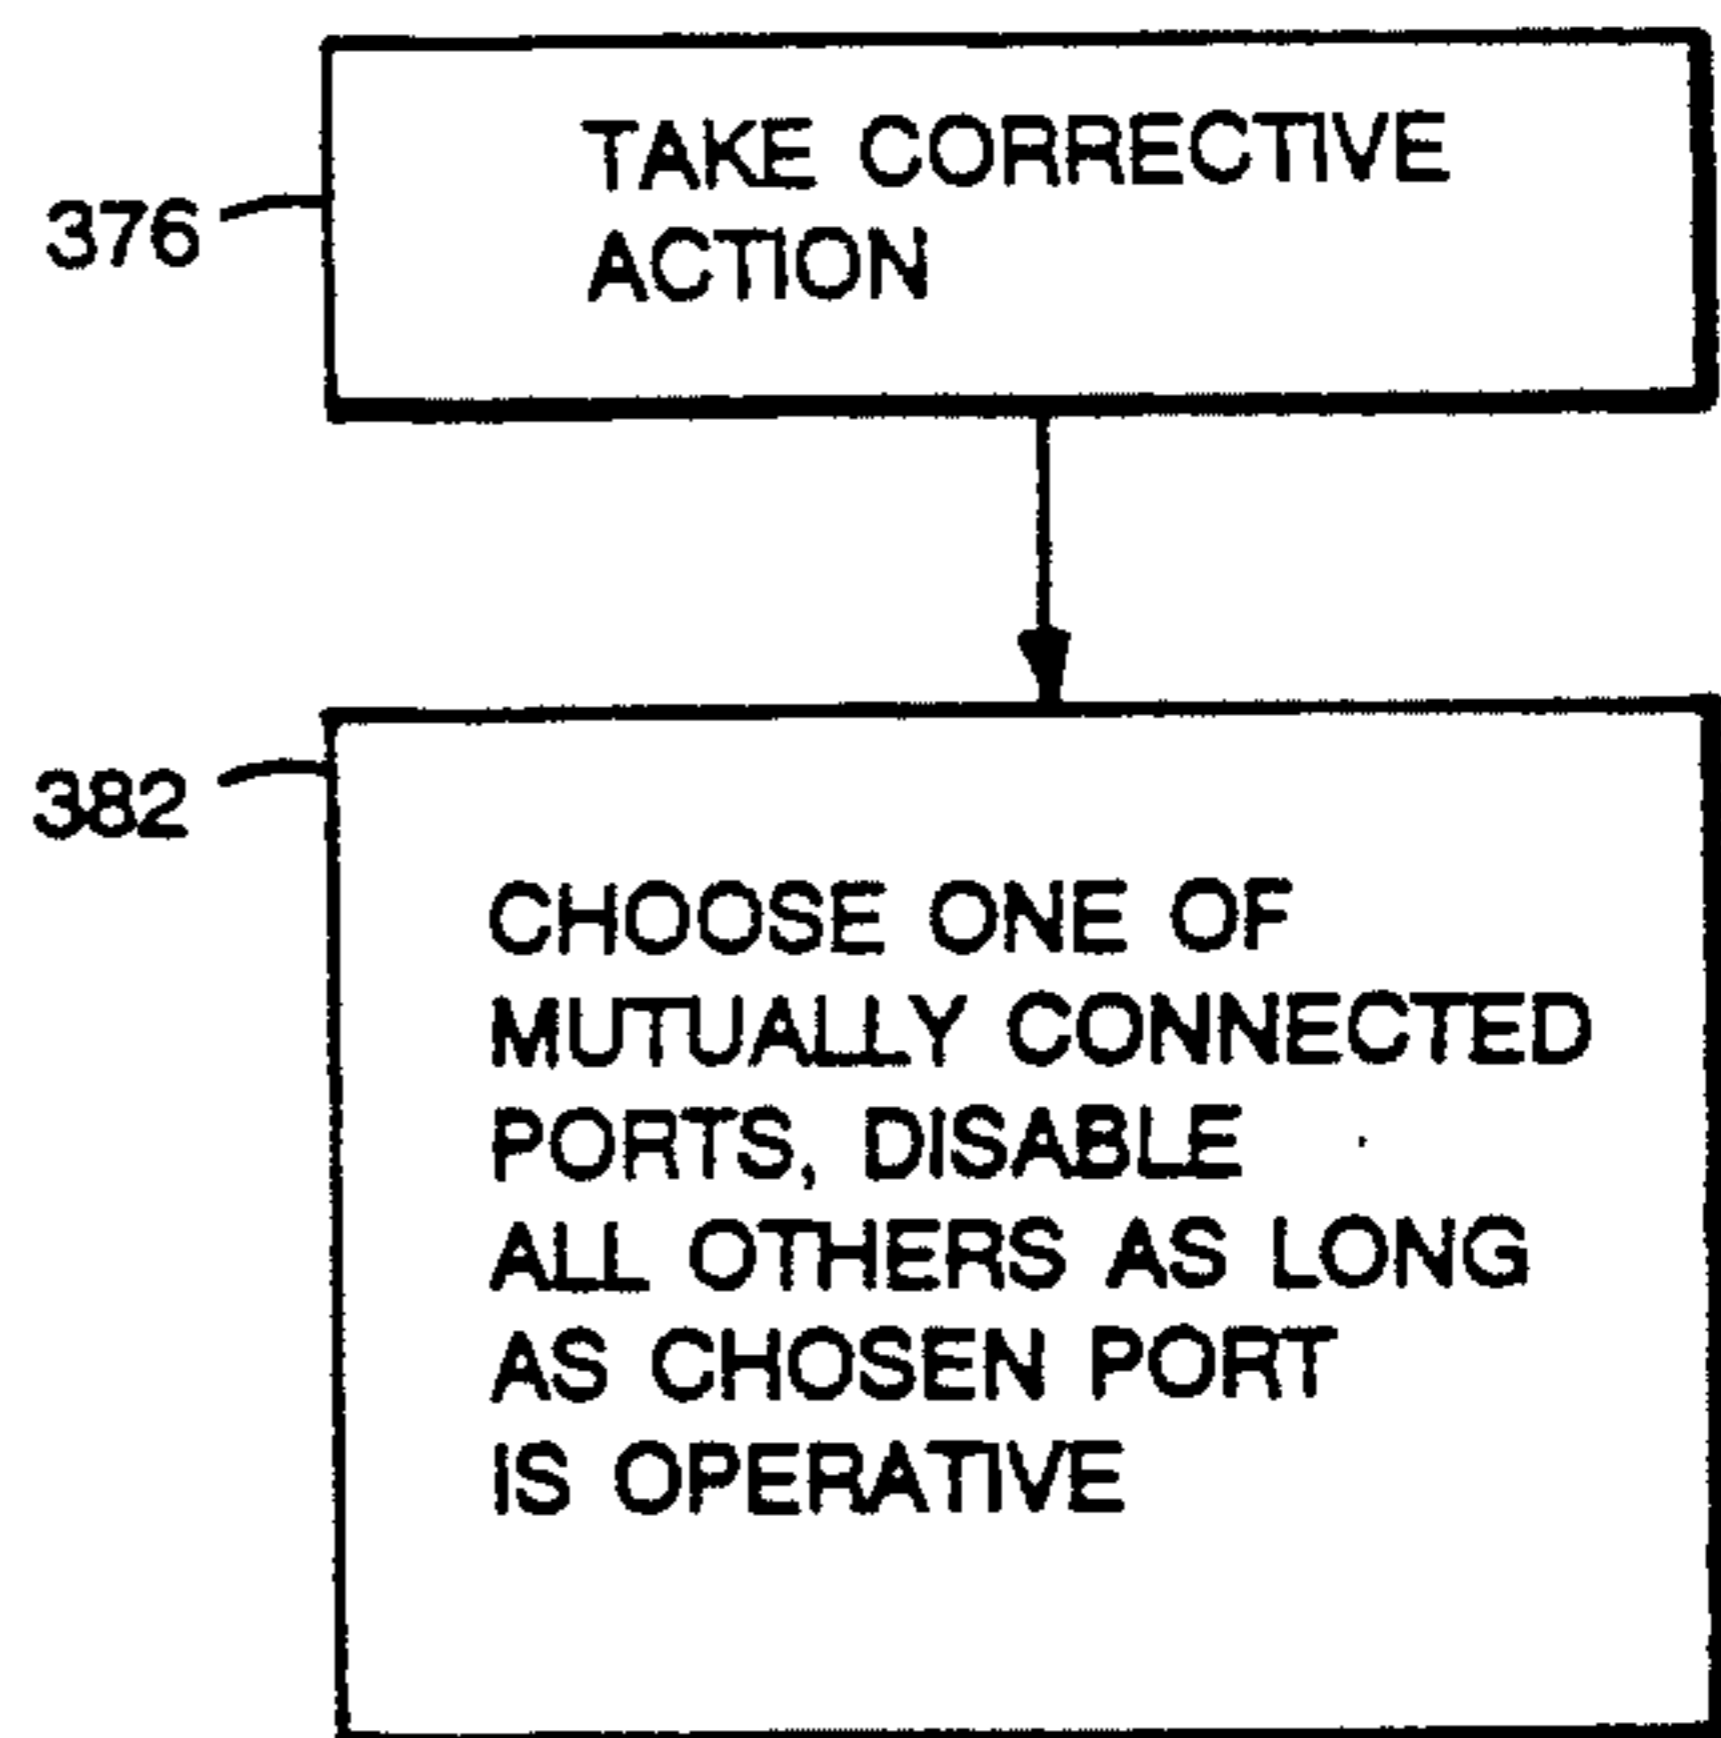 TAKE CORRECTIVE
ACTION
376
382
CHOOSE ONE OF
MUTUALLY CONNECTED
PORTS, DISABLE
ALL OTHERS AS LONG
AS CHOSEN PORT
IS OPERATIVE